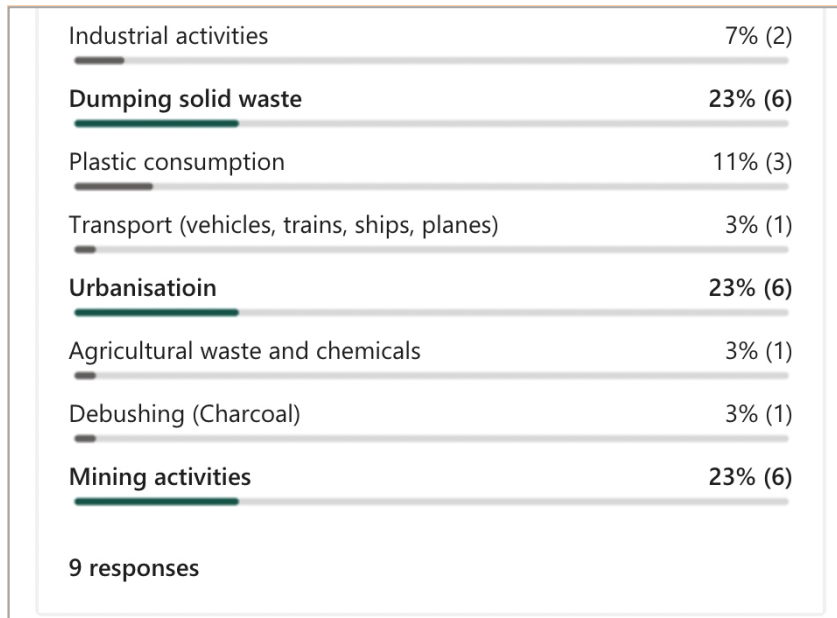 Industrial activities 7% (2)
Dumping solid waste 23% (6)
Plastic consumption 11% (3)
Transport (vehicles, trains, ships, planes) 3% (1)
Urbanisatioin 23% (6)
Agricultural waste and chemicals 3% (1)
Debushing (Charcoal) 3% (1)
Mining activities 23% (6)
9 responses